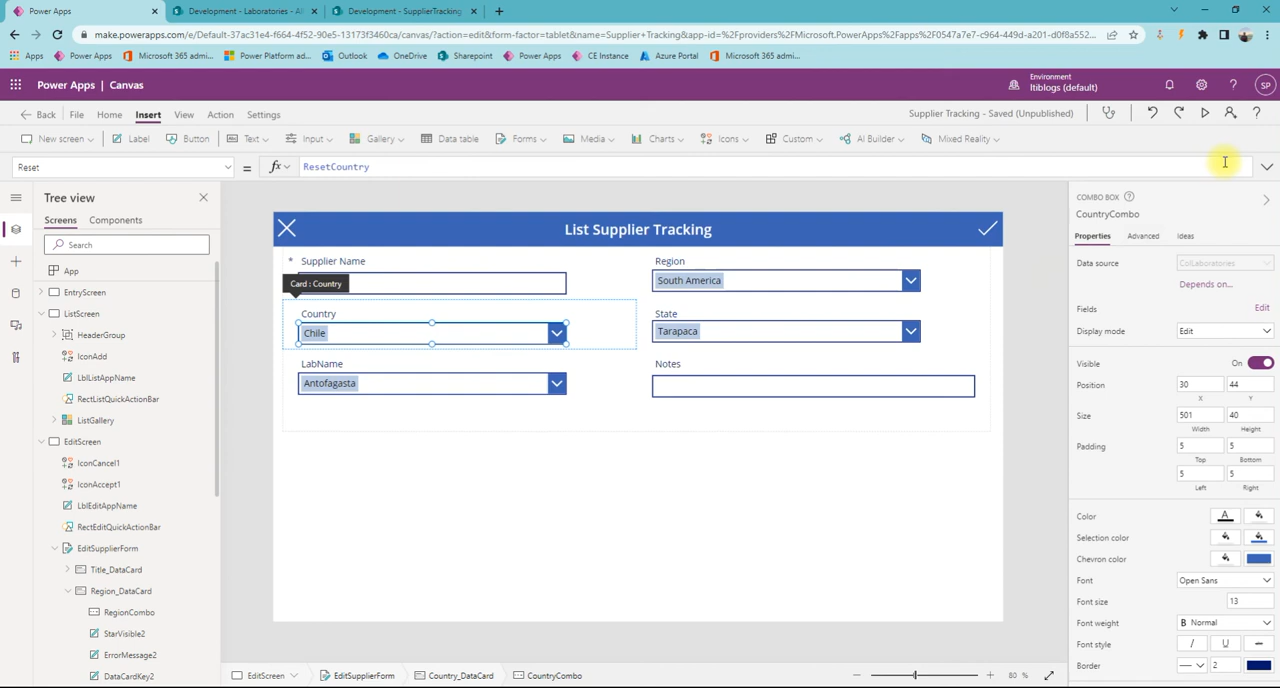 Power Apps
Development - Laboratories - Al
Development - SupplierTracking
make.powerapps.com/e/Default-37ac31e4-f664-4f52-90e5-13173f3460ca/canvas/?action=edit&form-factor=tablet&name=Supplier+Tracking&app-id=%2Fproviders%2FMicrosoft.PowerApps%2Fapps%2F0547a7e7-c964-449d-a201-d0f8a552...
Apps
Power Apps
Microsoft 365 admi...
Power Platform ad...
Outlook
OneDrive
Sharepoint
Power Apps
CE Instance
Azure Portal
Microsoft 365 admi...
Power Apps | Canvas
Environment
Itiblogs (default)
SP
Back
File
Home
Insert
View
Action
Settings
Supplier Tracking - Saved (Unpublished)
New screen
Label
Button
Text
Input
Gallery
Data table
Forms
Media
Charts
Icons
Custom
AI Builder
Mixed Reality
Reset
=
fx
ResetCountry
Tree view
Screens
Components
Search
App
EntryScreen
ListScreen
HeaderGroup
IconAdd
LblListAppName
RectListQuickActionBar
ListGallery
EditScreen
IconCancel1
IconAccept1
LblEditAppName
RectEditQuickActionBar
EditSupplierForm
Title_DataCard
Region_DataCard
RegionCombo
StarVisible2
ErrorMessage2
DataCardKey2
List Supplier Tracking
* Supplier Name
Region
South America
Card : Country
Country
Chile
State
Tarapaca
LabName
Antofagasta
Notes
EditScreen
EditSupplierForm
Country_DataCard
CountryCombo
80 %
COMBO BOX
CountryCombo
Properties
Advanced
Ideas
Data source
ColLaboratories
Depends on...
Fields
Edit
Display mode
Edit
Visible
On
Position
30
44
X
Y
Size
501
40
Width
Height
Padding
5
5
Top
Bottom
5
5
Left
Right
Color
A
Selection color
Chevron color
Font
Open Sans
Font size
13
Font weight
B Normal
Font style
/
U
Border
2